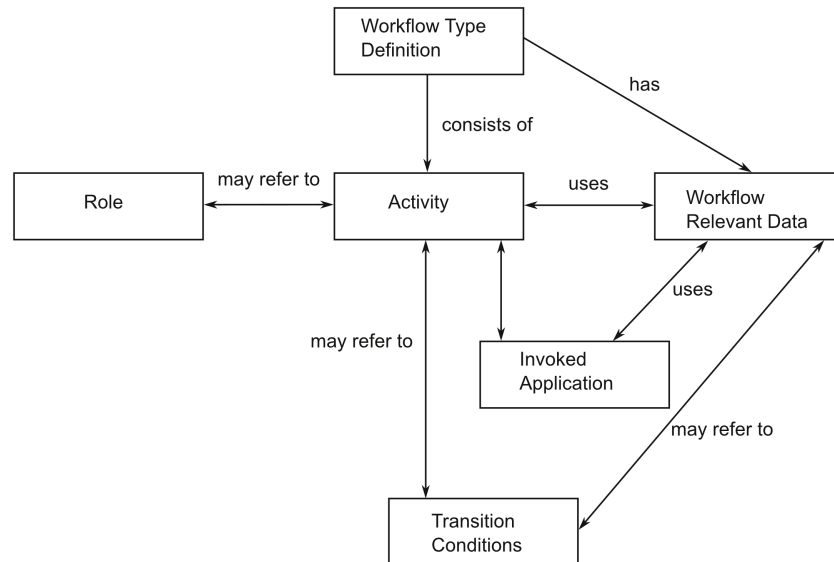 Workflow Type
Definition
has
consists of
may refer to
uses
Role
Activity
Workflow
Relevant Data
uses
may refer to
Invoked
Application
may refer to
Transition
Conditions